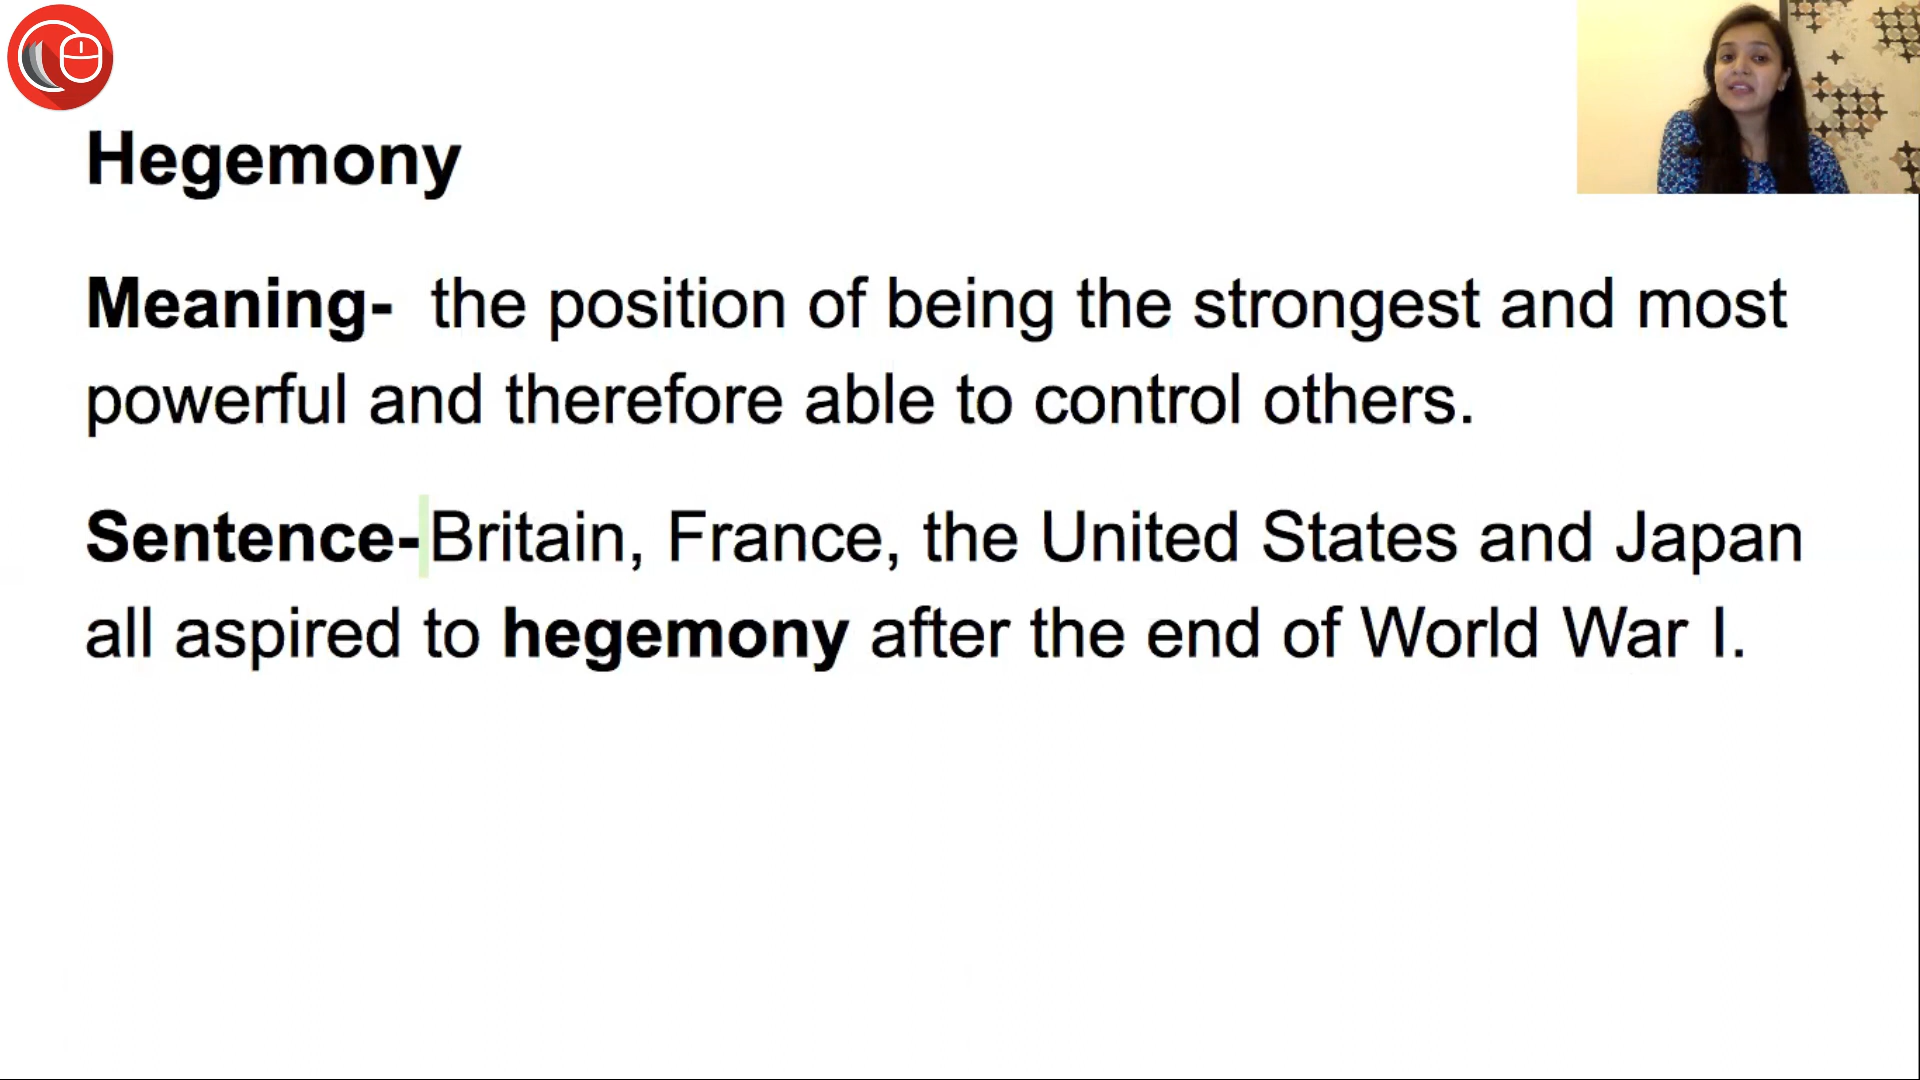 Hegemony
Meaning- the position of being the strongest and most
powerful and therefore able to control others.
Sentence- Britain, France, the United States and Japan
all aspired to hegemony after the end of World War I.